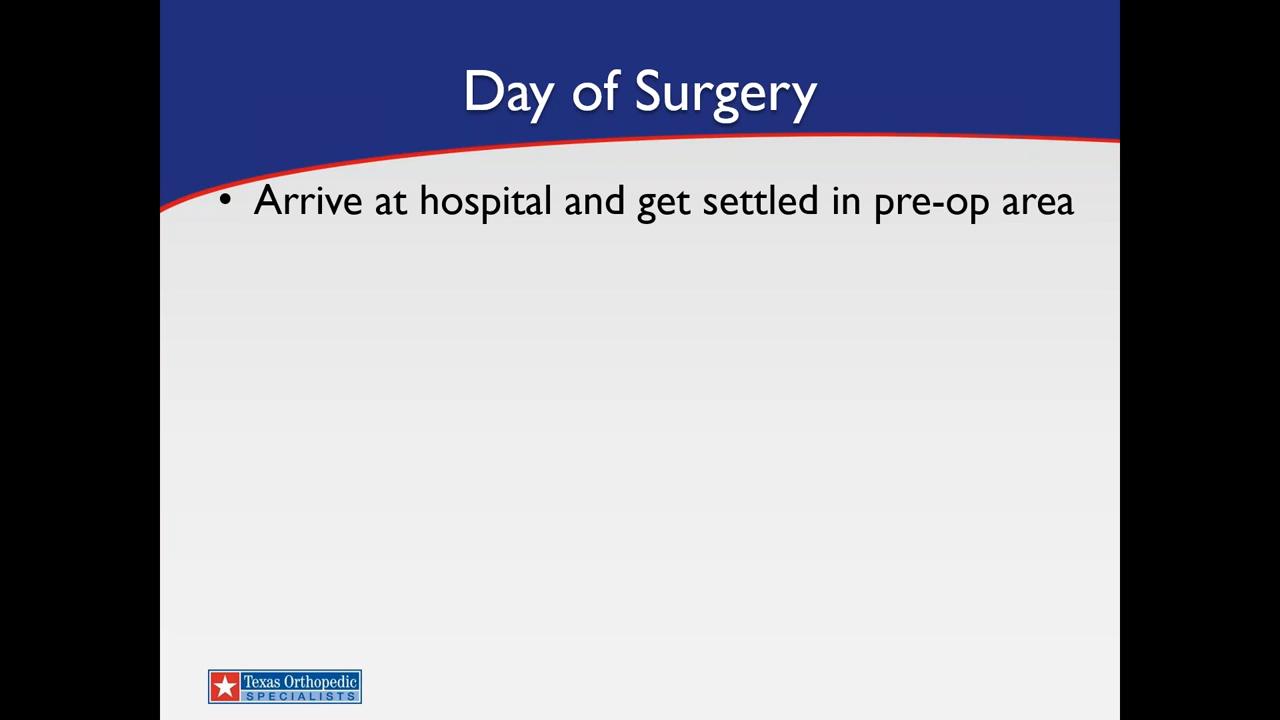 Day of Surgery
• Arrive at hospital and get settled in pre-op area
Texas Orthopedic
SPECIALISTS